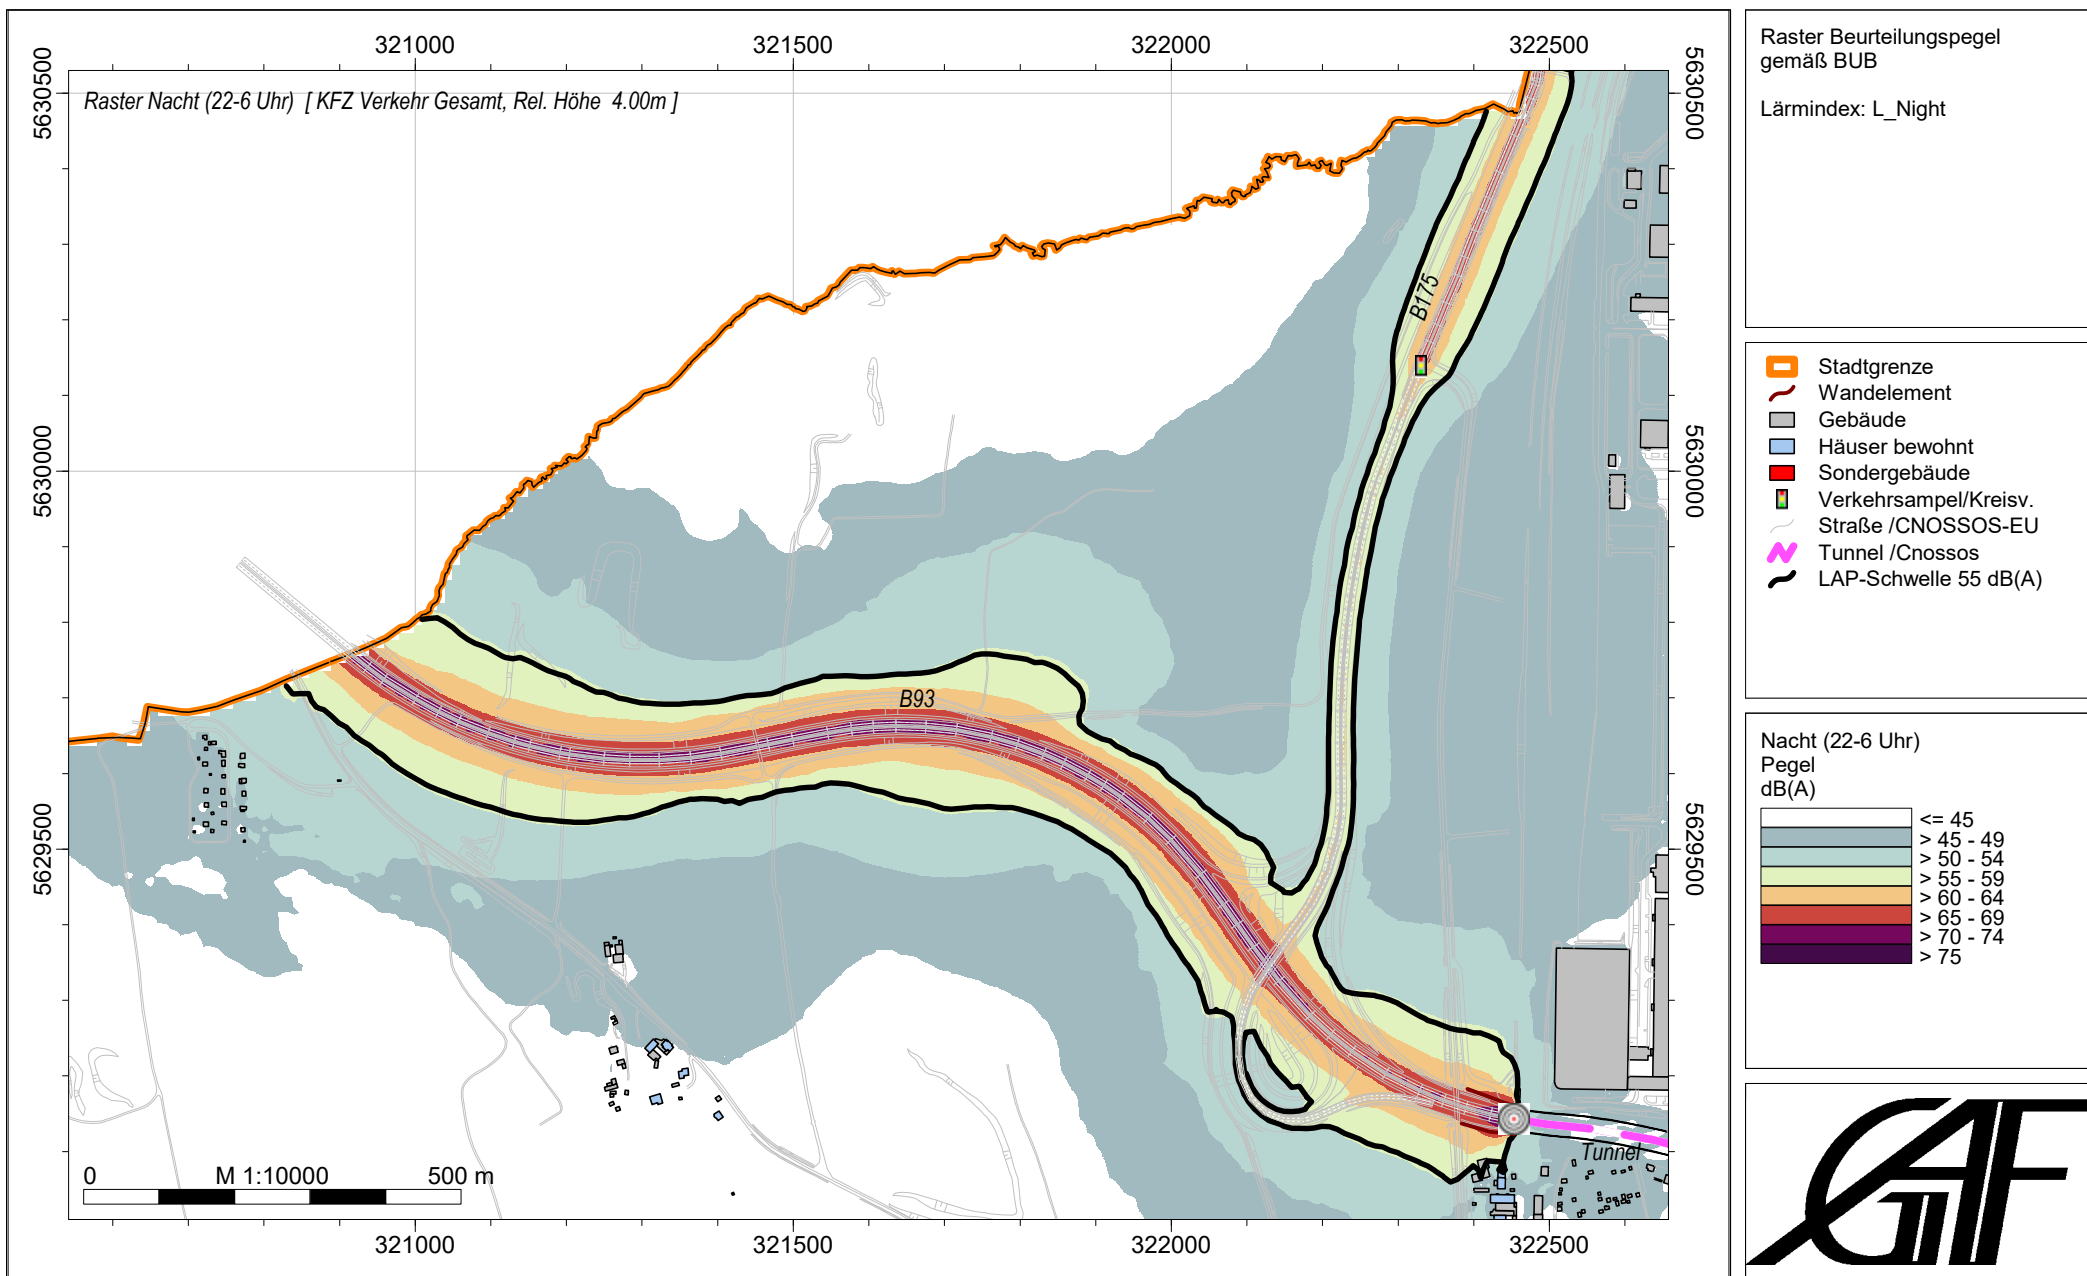 321000 321500 322000 322500
5630500
5630000
5629500
Raster Nacht (22-6 Uhr) [ KFZ Verkehr Gesamt, Rel. Höhe 4.00m ]
B175
B93
Tunnel
0 M 1:10000 500 m
5630500
5630000
5629500
321000 321500 322000 322500
Raster Beurteilungspegel
gemäß BUB
Lärmindex: L_Night
Stadtgrenze
Wandelement
Gebäude
Häuser bewohnt
Sondergebäude
Verkehrsampel/Kreisv.
Straße /CNOSSOS-EU
Tunnel /Cnossos
LAP-Schwelle 55 dB(A)
Nacht (22-6 Uhr)
Pegel
dB(A)
<= 45
> 45 - 49
> 50 - 54
> 55 - 59
> 60 - 64
> 65 - 69
> 70 - 74
> 75
GAF